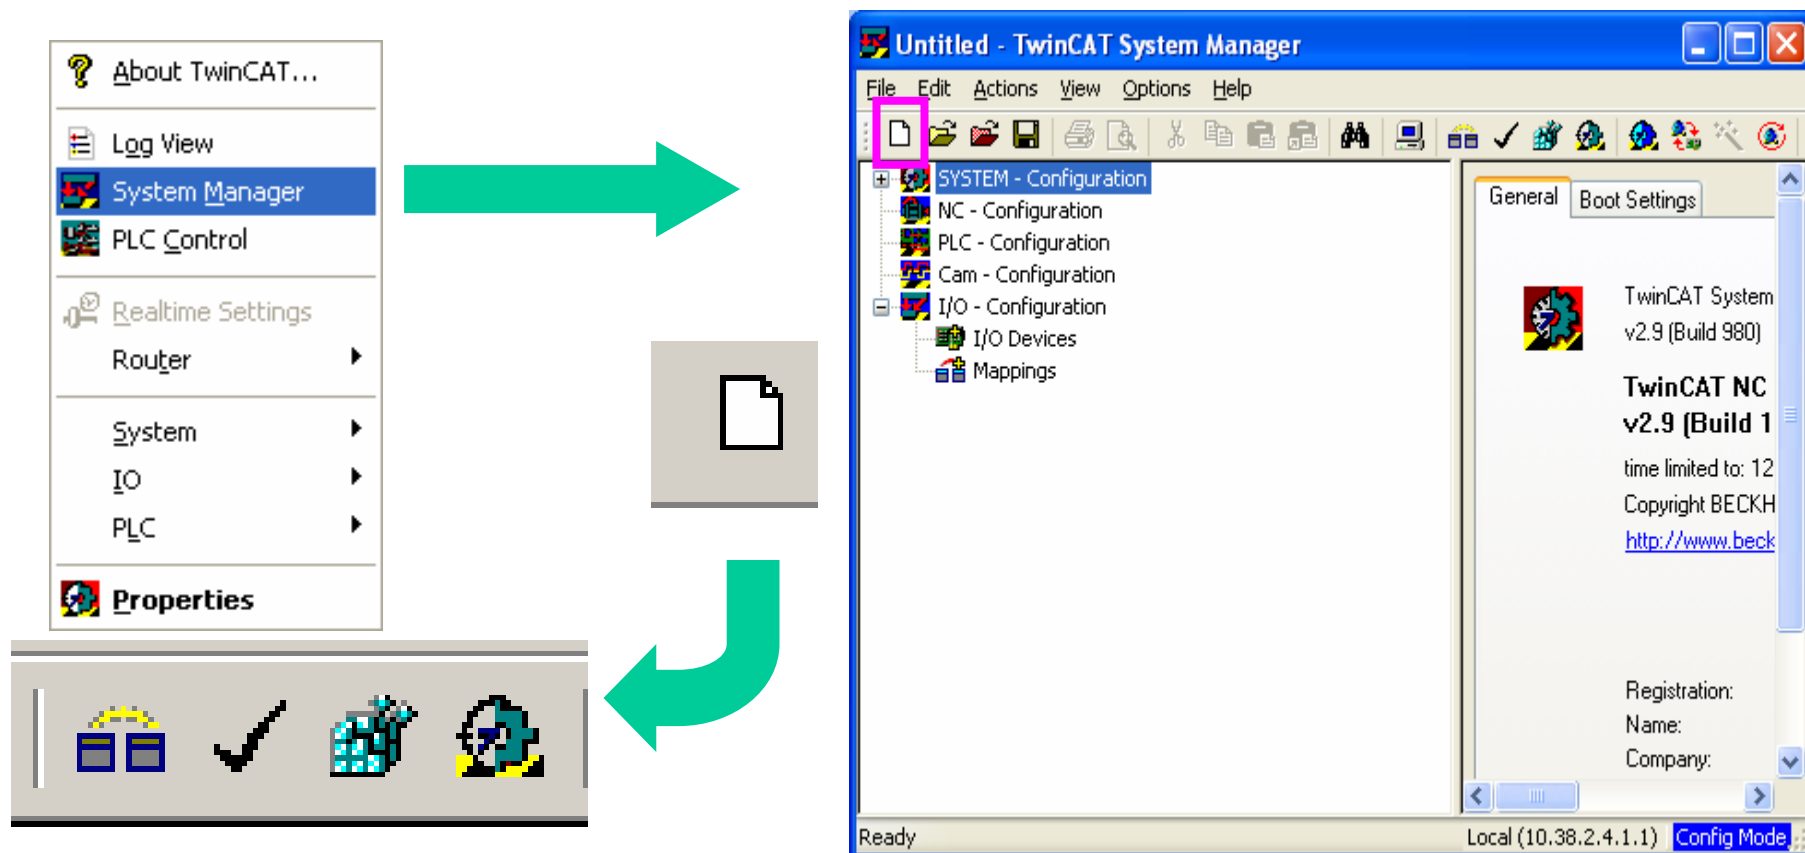 About TwinCAT...
Log View
System Manager
PLC Control
Realtime Settings
Router
System
IO
PLC
Properties
Untitled - TwinCAT System Manager
File Edit Actions View Options Help
SYSTEM - Configuration
NC - Configuration
PLC - Configuration
Cam - Configuration
I/O - Configuration
I/O Devices
Mappings
General Boot Settings
TwinCAT System
v2.9 (Build 980)
TwinCAT NC
v2.9 (Build 1
time limited to: 12
Copyright BECKH
http://www.beck
Registration:
Name:
Company:
Ready
Local (10.38.2.4.1.1) Config Mode